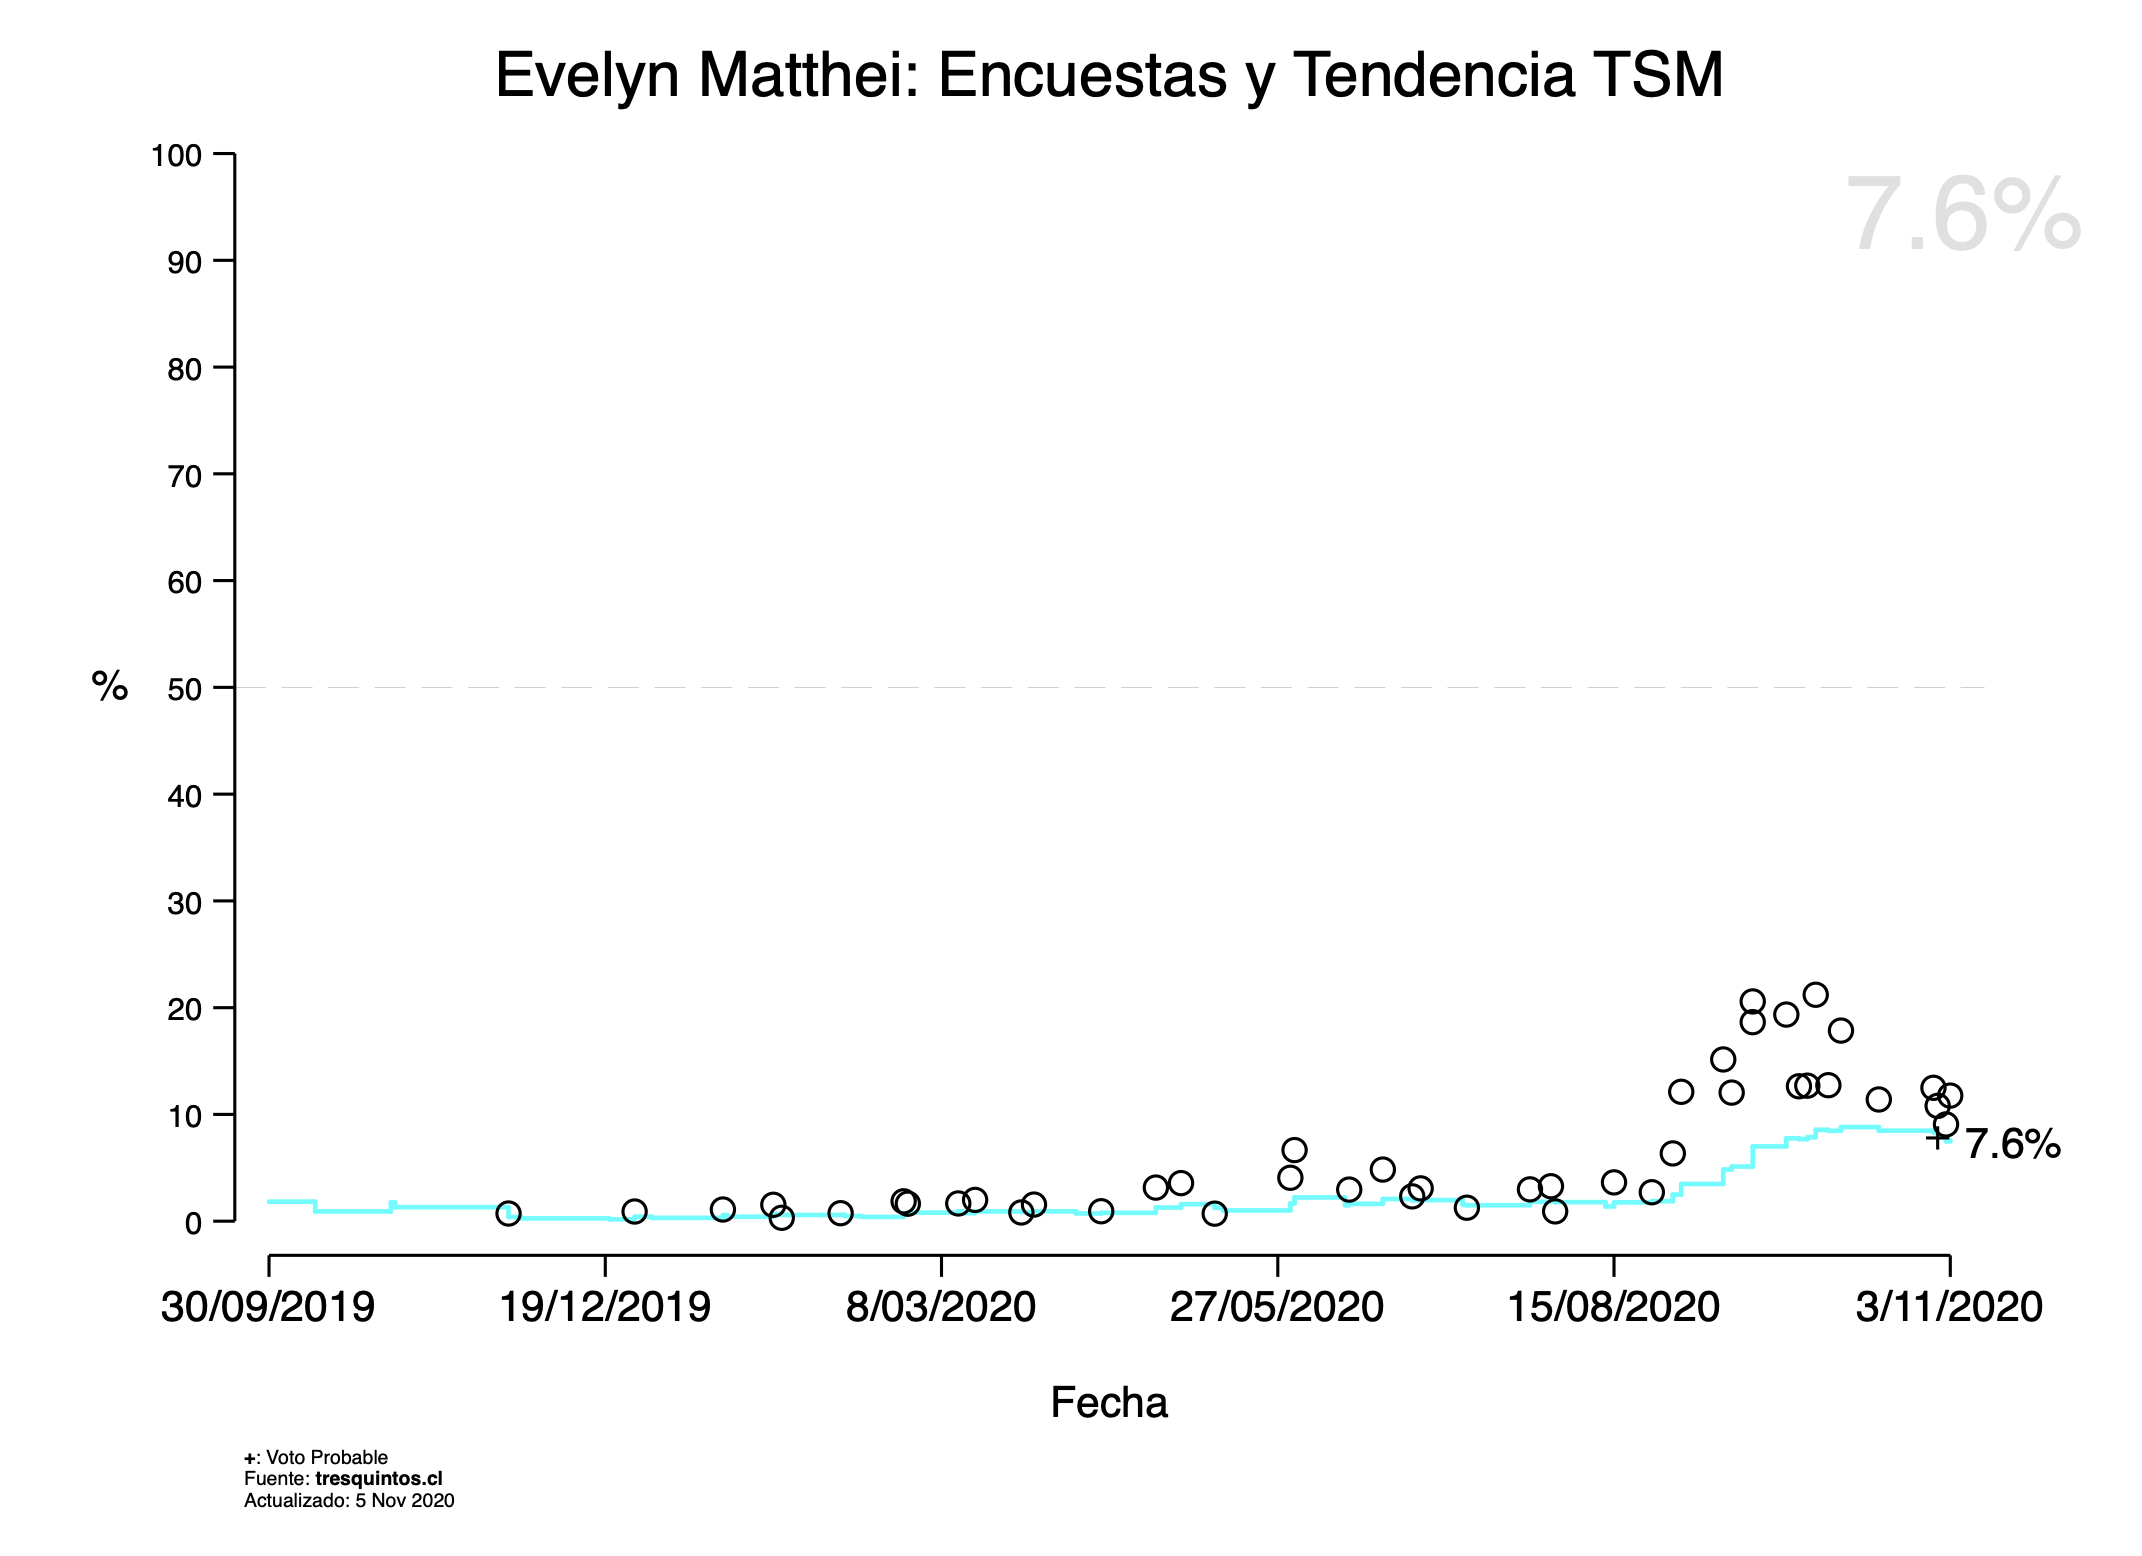 Evelyn Matthei: Encuestas y Tendencia TSM
7.6%
100
90
80
70
60
% 50
40
30
20
10
0
7.6%
30/09/2019 19/12/2019 8/03/2020 27/05/2020 15/08/2020 3/11/2020
Fecha
+: Voto Probable
Fuente: tresquintos.cl
Actualizado: 5 Nov 2020